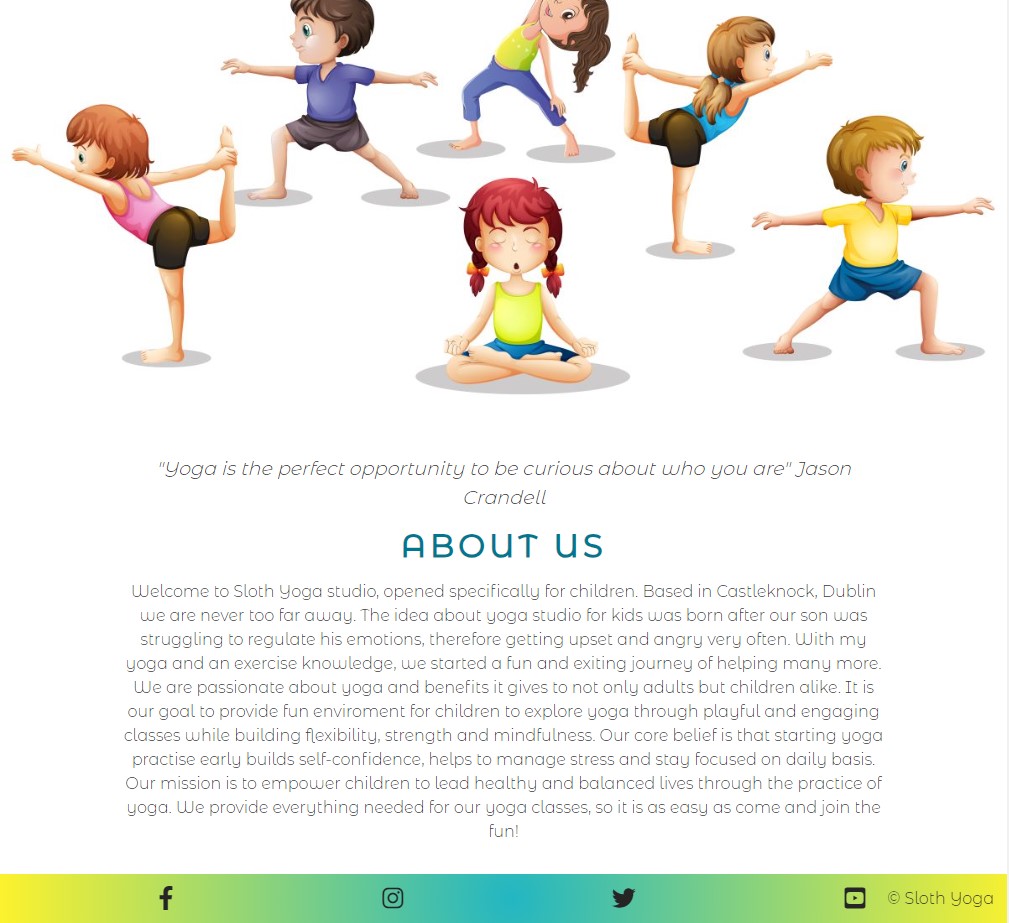 "Yoga is the perfect opportunity to be curious about who you are" Jason
Crandell
ABOUT US
Welcome to Sloth Yoga studio, opened specifically for children. Based in Castleknock, Dublin
we are never too far away. The idea about yoga studio for kids was born after our son was
struggling to regulate his emotions, therefore getting upset and angry very often. With my
yoga and an exercise knowledge, we started a fun and exiting journey of helping many more.
We are passionate about yoga and benefits it gives to not only adults but children alike. It is
our goal to provide fun enviroment for children to explore yoga through playful and engaging
classes while building flexibility, strength and mindfulness. Our core belief is that starting yoga
practise early builds self-confidence, helps to manage stress and stay focused on daily basis.
Our mission is to empower children to lead healthy and balanced lives through the practice of
yoga. We provide everything needed for our yoga classes, so it is as easy as come and join the
fun!
© Sloth Yoga